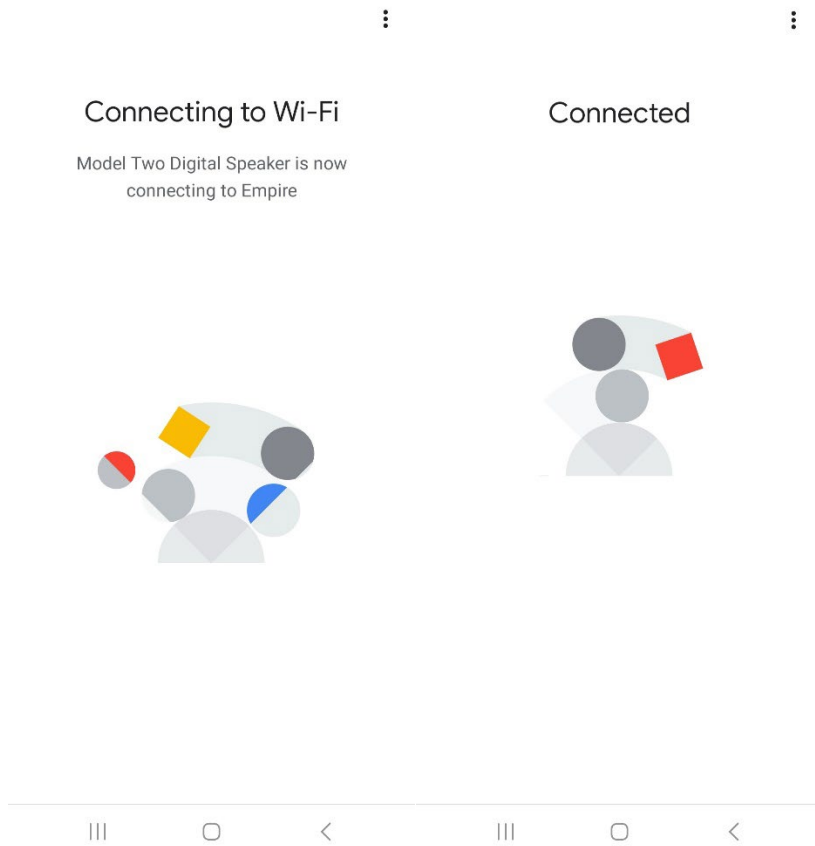 Connecting to Wi-Fi
Model Two Digital Speaker is now
connecting to Empire
Connected